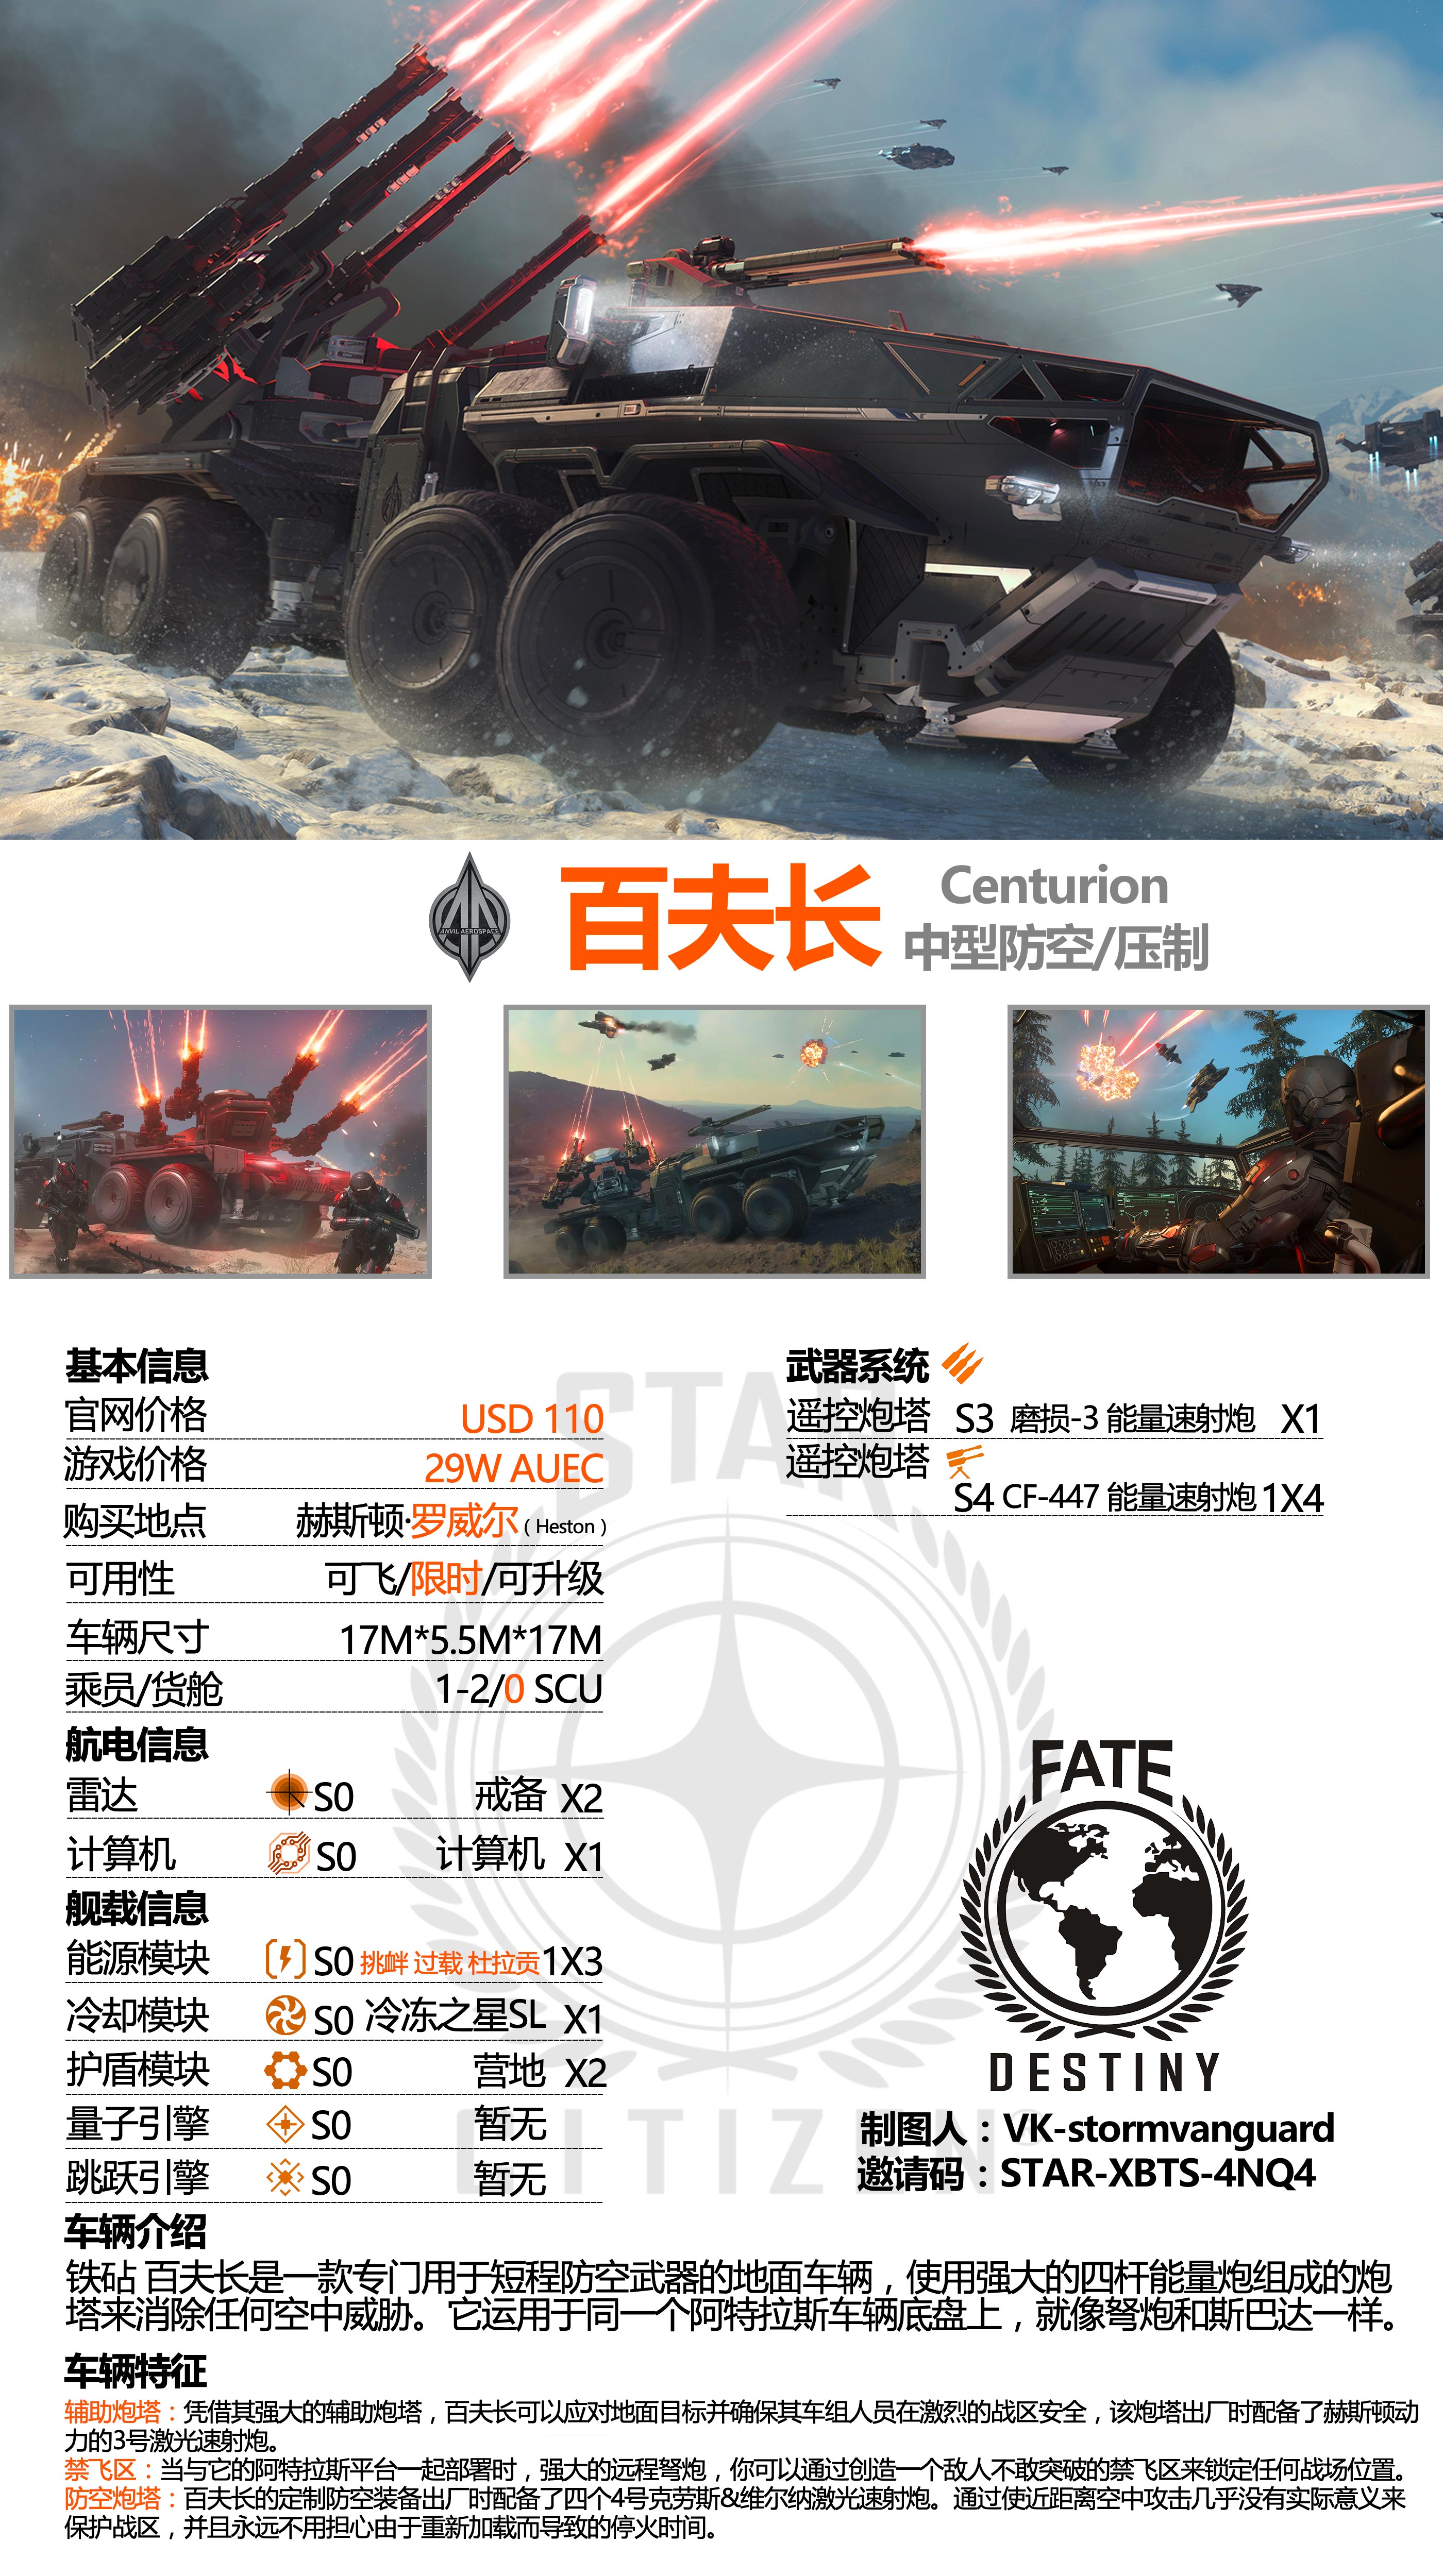 百夫长
Centurion
中型防空/压制
ANVIL AEROSPACE
基本信息
官网价格 USD 110
游戏价格 29W AUEC
购买地点 赫斯顿·罗威尔 ( Heston )
可用性 可飞/限时/可升级
车辆尺寸 17M*5.5M*17M
乘员/货舱 1-2/0 SCU
航电信息
雷达 S0 戒备 X2
计算机 S0 计算机 X1
舰载信息
能源模块 S0 挑衅 过载 杜拉贡 1X3
冷却模块 S0 冷冻之星SL X1
护盾模块 S0 营地 X2
量子引擎 S0 暂无
跳跃引擎 S0 暂无
武器系统
遥控炮塔 S3 磨损-3 能量速射炮 X1
遥控炮塔
S4 CF-447 能量速射炮 1X4
STAR
CITIZEN
FATE
DESTINY
制图人：VK-stormvanguard
邀请码：STAR-XBTS-4NQ4
车辆介绍
铁砧 百夫长是一款专门用于短程防空武器的地面车辆，使用强大的四杆能量炮组成的炮
塔来消除任何空中威胁。它运用于同一个阿特拉斯车辆底盘上，就像弩炮和斯巴达一样。
车辆特征
辅助炮塔：凭借其强大的辅助炮塔，百夫长可以应对地面目标并确保其车组人员在激烈的战区安全，该炮塔出厂时配备了赫斯顿动
力的3号激光速射炮。
禁飞区：当与它的阿特拉斯平台一起部署时，强大的远程弩炮，你可以通过创造一个敌人不敢突破的禁飞区来锁定任何战场位置。
防空炮塔：百夫长的定制防空装备出厂时配备了四个4号克劳斯&维尔纳激光速射炮。通过使近距离空中攻击几乎没有实际意义来
保护战区，并且永远不用担心由于重新加载而导致的停火时间。